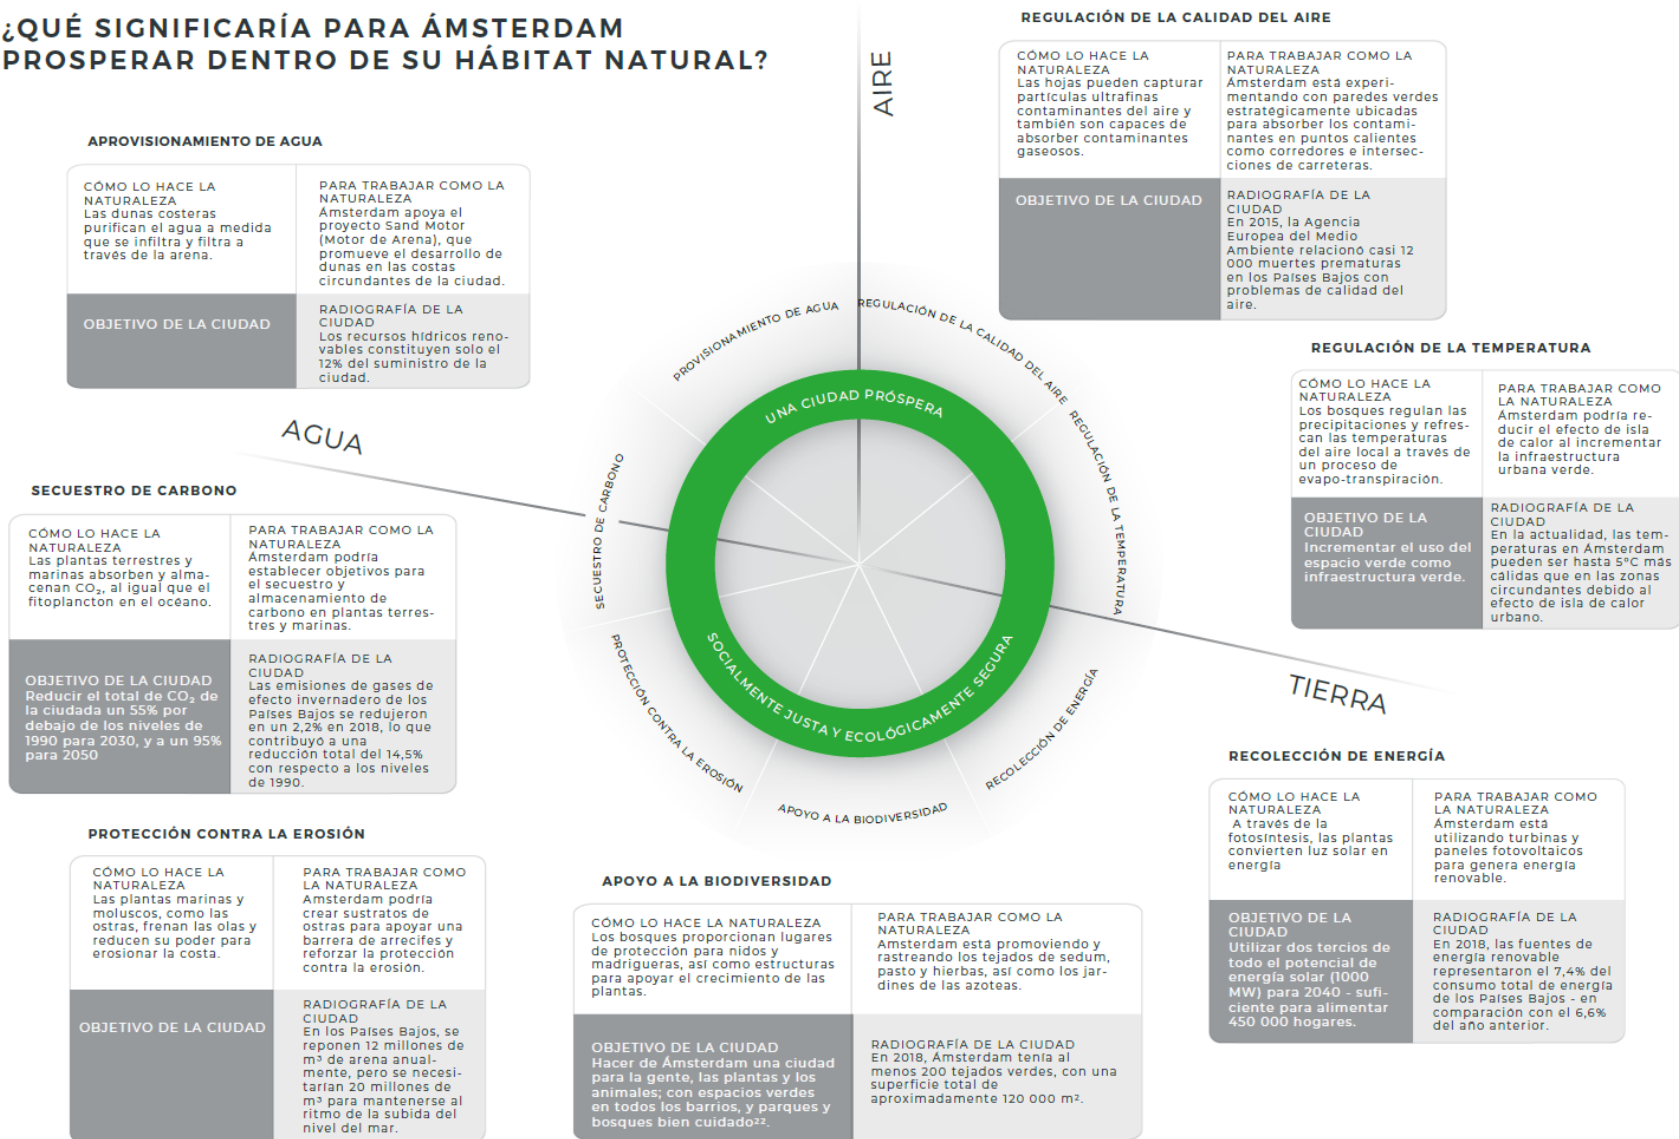 ¿QUÉ SIGNIFICARÍA PARA ÁMSTERDAM
PROSPERAR DENTRO DE SU HÁBITAT NATURAL?
APROVISIONAMIENTO DE AGUA
CÓMO LO HACE LA
NATURALEZA
Las dunas costeras
purifican el agua a medida
que se infiltra y filtra a
través de la arena.
PARA TRABAJAR COMO LA
NATURALEZA
Ámsterdam apoya el
proyecto Sand Motor
(Motor de Arena), que
promueve el desarrollo de
dunas en las costas
circundantes de la ciudad.
OBJETIVO DE LA CIUDAD
RADIOGRAFÍA DE LA
CIUDAD
Los recursos hídricos reno-
vables constituyen solo el
12% del suministro de la
ciudad.
AGUA
SECUESTRO DE CARBONO
CÓMO LO HACE LA
NATURALEZA
Las plantas terrestres y
marinas absorben y alma-
cenan CO₂, al igual que el
fitoplancton en el océano.
PARA TRABAJAR COMO LA
NATURALEZA
Ámsterdam podría
establecer objetivos para
el secuestro y
almacenamiento de
carbono en plantas terres-
tres y marinas.
OBJETIVO DE LA CIUDAD
Reducir el total de CO₂ de
la ciudada un 55% por
debajo de los niveles de
1990 para 2030, y a un 95%
para 2050
RADIOGRAFÍA DE LA
CIUDAD
Las emisiones de gases de
efecto invernadero de los
Países Bajos se redujeron
en un 2,2% en 2018, lo que
contribuyó a una
reducción total del 14,5%
con respecto a los niveles
de 1990.
PROTECCIÓN CONTRA LA EROSIÓN
CÓMO LO HACE LA
NATURALEZA
Las plantas marinas y
moluscos, como las
ostras, frenan las olas y
reducen su poder para
erosionar la costa.
PARA TRABAJAR COMO
LA NATURALEZA
Amsterdam podría
crear sustratos de
ostras para apoyar una
barrera de arrecifes y
reforzar la protección
contra la erosión.
OBJETIVO DE LA CIUDAD
RADIOGRAFÍA DE LA
CIUDAD
En los Países Bajos, se
reponen 12 millones de
m³ de arena anual-
mente, pero se necesi-
tarían 20 millones de
m³ para mantenerse al
ritmo de la subida del
nivel del mar.
AIRE
PROVISIONAMIENTO DE AGUA
REGULACIÓN DE LA CALIDAD DEL AIRE
REGULACIÓN DE LA TEMPERATURA
RECOLECCIÓN DE ENERGÍA
APOYO A LA BIODIVERSIDAD
PROTECCIÓN CONTRA LA EROSIÓN
SECUESTRO DE CARBONO
UNA CIUDAD PRÓSPERA
SOCIALMENTE JUSTA Y ECOLÓGICAMENTE SEGURA
APOYO A LA BIODIVERSIDAD
CÓMO LO HACE LA NATURALEZA
Los bosques proporcionan lugares
de protección para nidos y
madrigueras, así como estructuras
para apoyar el crecimiento de las
plantas.
PARA TRABAJAR COMO LA
NATURALEZA
Amsterdam está promoviendo y
rastreando los tejados de sedum,
pasto y hierbas, así como los jar-
dines de las azoteas.
OBJETIVO DE LA CIUDAD
Hacer de Ámsterdam una ciudad
para la gente, las plantas y los
animales; con espacios verdes
en todos los barrios, y parques y
bosques bien cuidado²².
RADIOGRAFÍA DE LA CIUDAD
En 2018, Ámsterdam tenía al
menos 200 tejados verdes, con una
superficie total de
aproximadamente 120 000 m².
REGULACIÓN DE LA CALIDAD DEL AIRE
CÓMO LO HACE LA
NATURALEZA
Las hojas pueden capturar
partículas ultrafinas
contaminantes del aire y
también son capaces de
absorber contaminantes
gaseosos.
PARA TRABAJAR COMO LA
NATURALEZA
Ámsterdam está experi-
mentando con paredes verdes
estratégicamente ubicadas
para absorber los contami-
nantes en puntos calientes
como corredores e intersec-
ciones de carreteras.
OBJETIVO DE LA CIUDAD
RADIOGRAFÍA DE LA
CIUDAD
En 2015, la Agencia
Europea del Medio
Ambiente relacionó casi 12
000 muertes prematuras
en los Países Bajos con
problemas de calidad del
aire.
REGULACIÓN DE LA TEMPERATURA
CÓMO LO HACE LA
NATURALEZA
Los bosques regulan las
precipitaciones y refres-
can las temperaturas
del aire local a través de
un proceso de
evapo-transpiración.
PARA TRABAJAR COMO
LA NATURALEZA
Ámsterdam podría re-
ducir el efecto de isla
de calor al incrementar
la infraestructura
urbana verde.
OBJETIVO DE LA
CIUDAD
Incrementar el uso del
espacio verde como
infraestructura verde.
RADIOGRAFÍA DE LA
CIUDAD
En la actualidad, las tem-
peraturas en Ámsterdam
pueden ser hasta 5°C más
cálidas que en las zonas
circundantes debido al
efecto de isla de calor
urbano.
TIERRA
RECOLECCIÓN DE ENERGÍA
CÓMO LO HACE LA
NATURALEZA
A través de la
fotosíntesis, las plantas
convierten luz solar en
energía
PARA TRABAJAR COMO
LA NATURALEZA
Ámsterdam está
utilizando turbinas y
paneles fotovoltaicos
para genera energía
renovable.
OBJETIVO DE LA
CIUDAD
Utilizar dos tercios de
todo el potencial de
energía solar (1000
MW) para 2040 - sufi-
ciente para alimentar
450 000 hogares.
RADIOGRAFÍA DE LA
CIUDAD
En 2018, las fuentes de
energía renovable
representaron el 7,4% del
consumo total de energía
de los Países Bajos - en
comparación con el 6,6%
del año anterior.